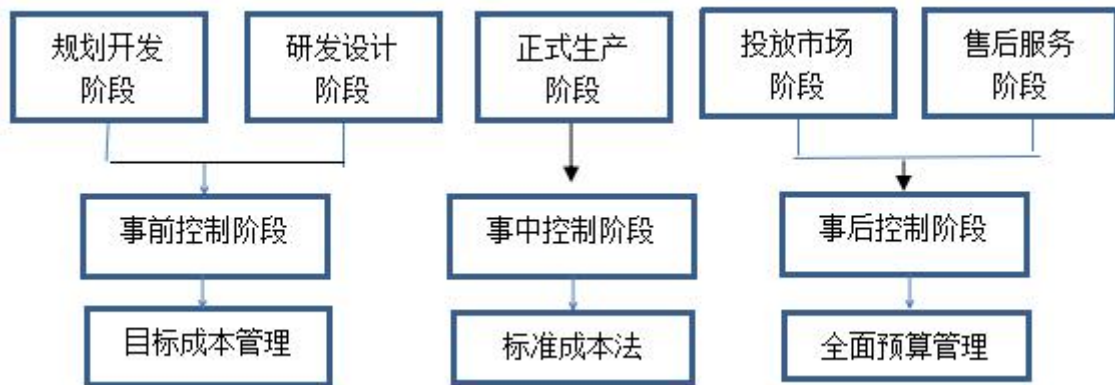 规划开发
阶段
研发设计
阶段
正式生产
阶段
投放市场
阶段
售后服务
阶段
事前控制阶段
事中控制阶段
事后控制阶段
目标成本管理
标准成本法
全面预算管理